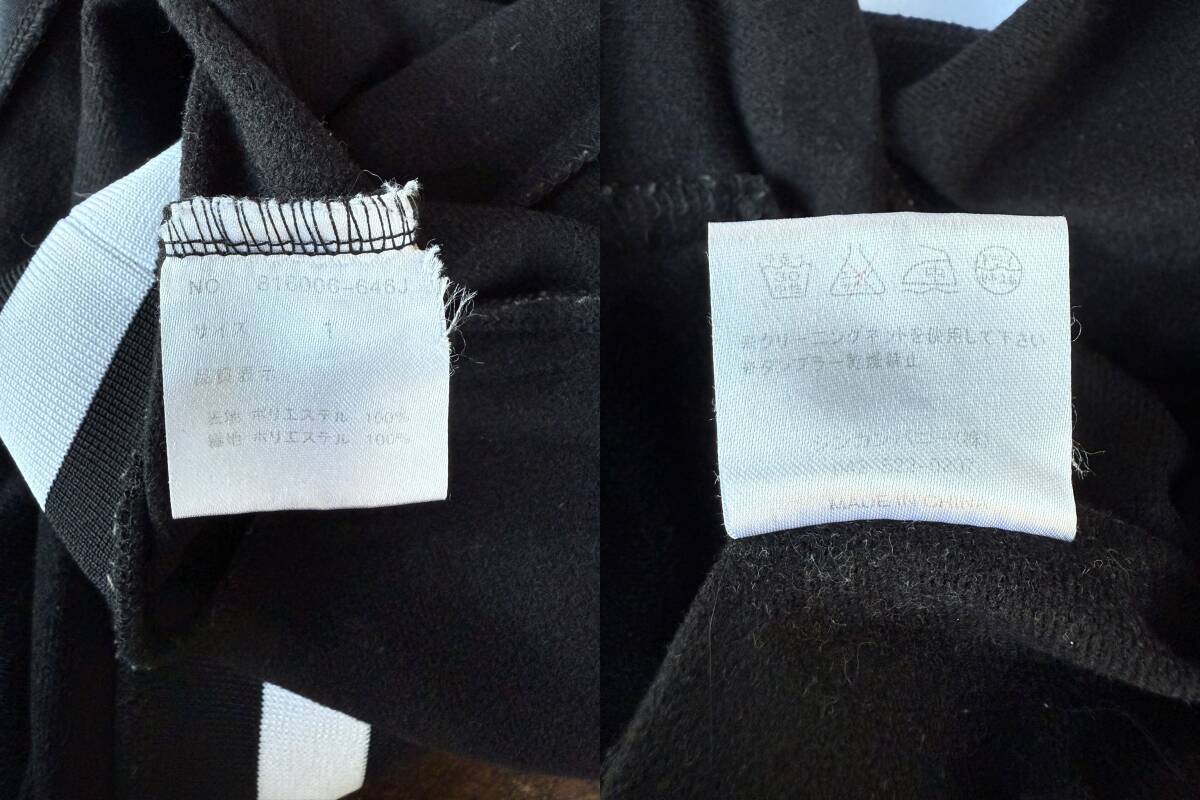 NO 816006-646J
サイズ 1
品質表示
表地 ポリエステル 100%
裏地 ポリエステル 100%
中
※クリーニングネットを使用して下さい
※タンブラー乾燥禁止
MADE IN CHINA